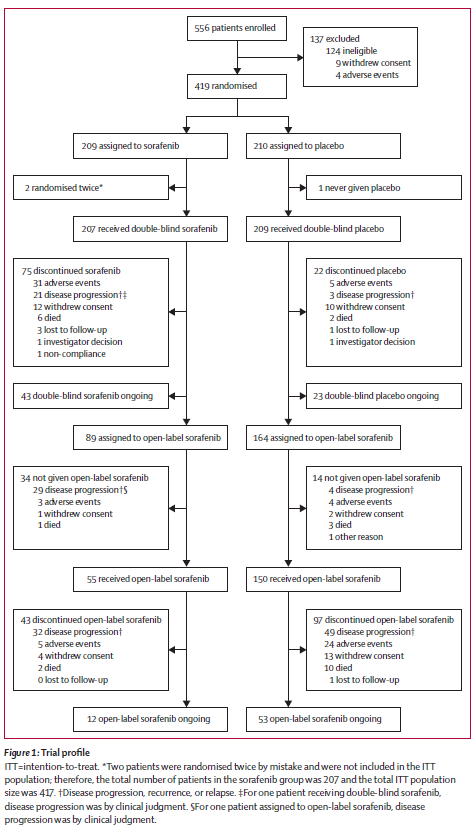 556 patients enrolled
137 excluded
124 ineligible
9 withdrew consent
4 adverse events
419 randomised
209 assigned to sorafenib
210 assigned to placebo
2 randomised twice*
1 never given placebo
207 received double-blind sorafenib
209 received double-blind placebo
75 discontinued sorafenib
31 adverse events
21 disease progression†‡
12 withdrew consent
6 died
3 lost to follow-up
1 investigator decision
1 non-compliance
22 discontinued placebo
5 adverse events
3 disease progression†
10 withdrew consent
2 died
1 lost to follow-up
1 investigator decision
43 double-blind sorafenib ongoing
23 double-blind placebo ongoing
89 assigned to open-label sorafenib
164 assigned to open-label sorafenib
34 not given open-label sorafenib
29 disease progression†§
3 adverse events
1 withdrew consent
1 died
14 not given open-label sorafenib
4 disease progression†
4 adverse events
2 withdrew consent
3 died
1 other reason
55 received open-label sorafenib
150 received open-label sorafenib
43 discontinued open-label sorafenib
32 disease progression†
5 adverse events
4 withdrew consent
2 died
0 lost to follow-up
97 discontinued open-label sorafenib
49 disease progression†
24 adverse events
13 withdrew consent
10 died
1 lost to follow-up
12 open-label sorafenib ongoing
53 open-label sorafenib ongoing
Figure 1: Trial profile
ITT=intention-to-treat. *Two patients were randomised twice by mistake and were not included in the ITT
population; therefore, the total number of patients in the sorafenib group was 207 and the total ITT population
size was 417. †Disease progression, recurrence, or relapse. ‡For one patient receiving double-blind sorafenib,
disease progression was by clinical judgment. §For one patient assigned to open-label sorafenib, disease
progression was by clinical judgment.